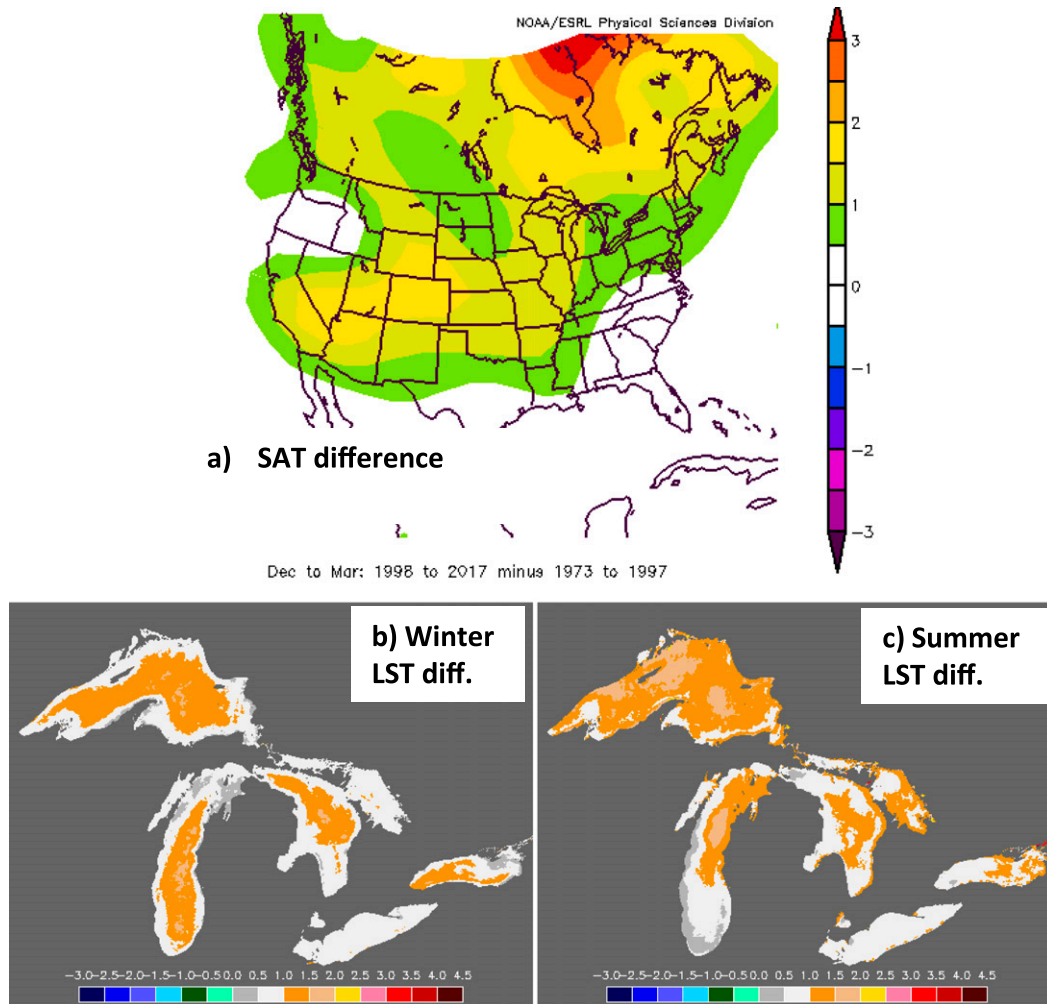 NOAA/ESRL Physical Sciences Division
3
2
1
0
−1
−2
−3
a) SAT difference
Dec to Mar: 1998 to 2017 minus 1973 to 1997
b) Winter
LST diff.
c) Summer
LST diff.
−3.0−2.5−2.0−1.5−1.0−0.5 0.0 0.5 1.0 1.5 2.0 2.5 3.0 3.5 4.0 4.5
−3.0−2.5−2.0−1.5−1.0−0.5 0.0 0.5 1.0 1.5 2.0 2.5 3.0 3.5 4.0 4.5